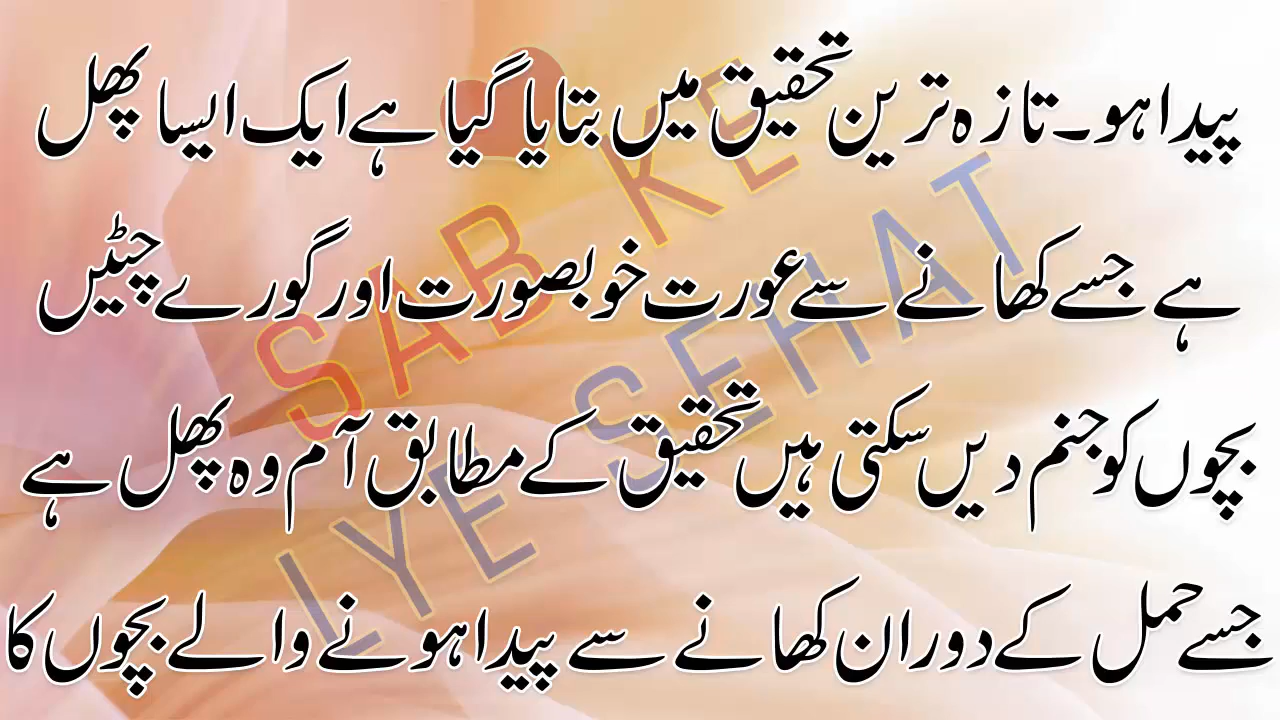 پیدا ہو۔ تازہ ترین تحقیق میں بتایا گیا ہے ایک ایسا پھل
ہے جسے کھانے سے عورت خوبصورت اور گورے چٹیں
بچوں کو جنم دیں سکتی ہیں تحقیق کے مطابق آم وہ پھل ہے
جسے حمل کے دوران کھانے سے پیدا ہونے والے بچوں کا
SAB KE
LIYE SEHAT